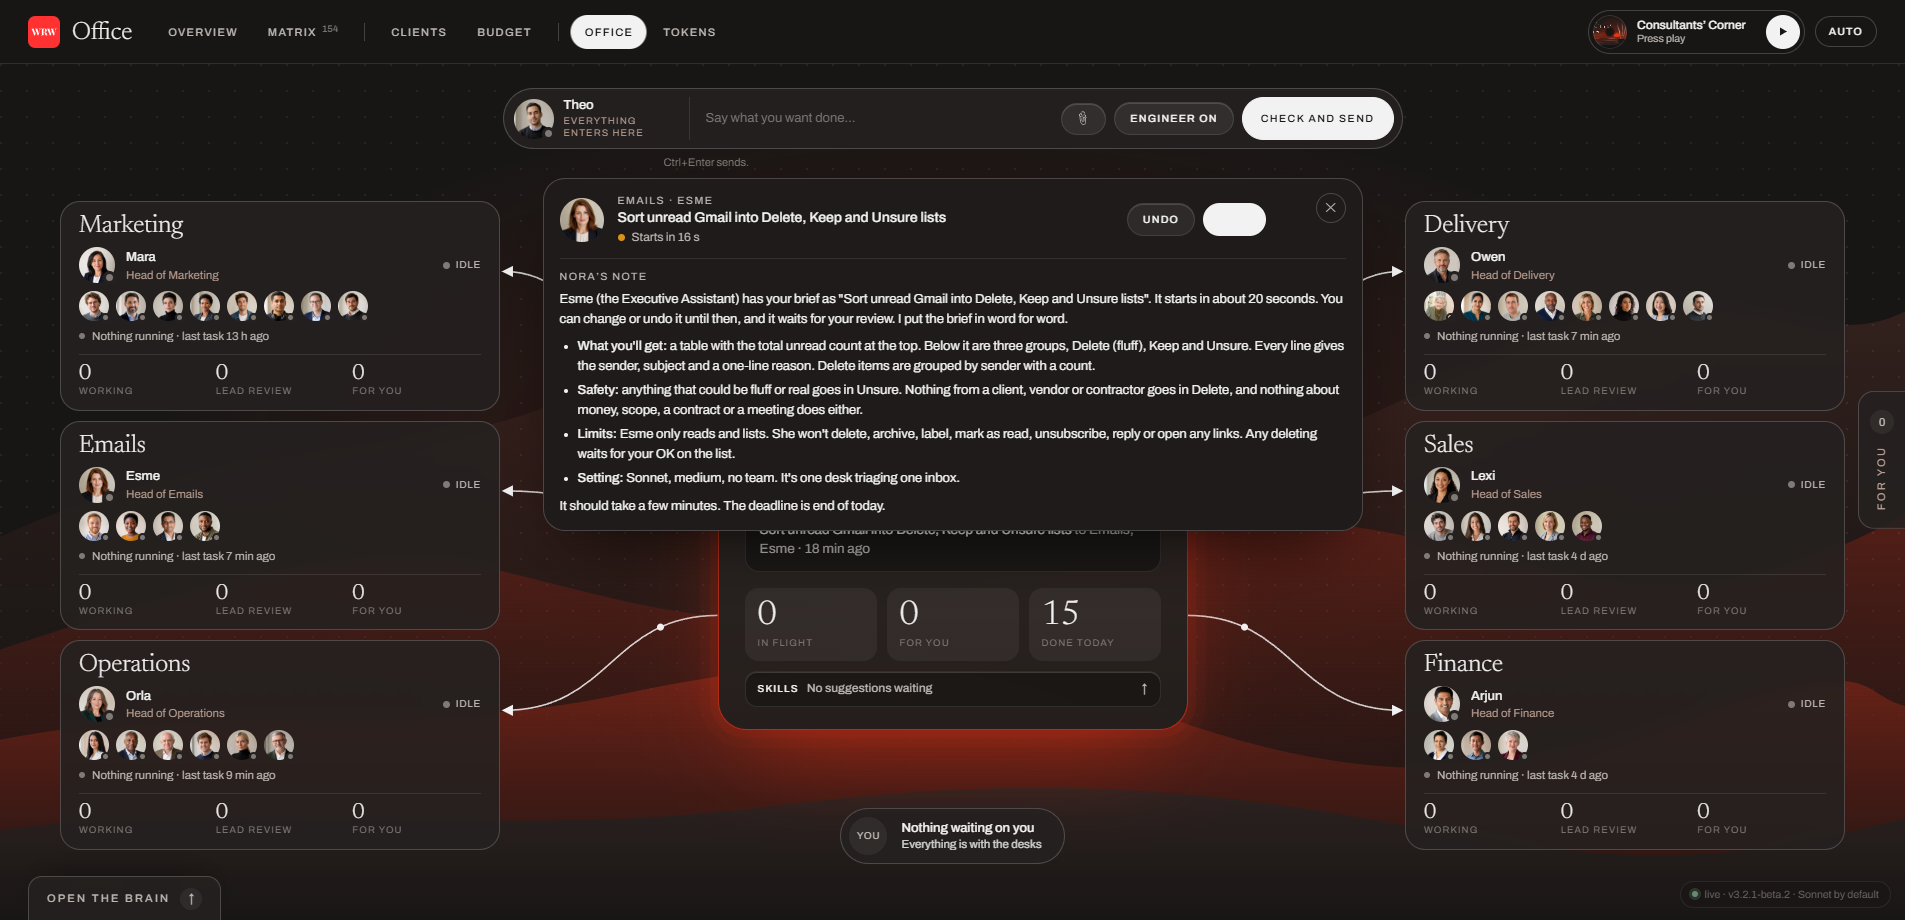 WRW Office OVERVIEW MATRIX 154 CLIENTS BUDGET OFFICE TOKENS
Consultants' Corner
Press play
AUTO
Theo
EVERYTHING
ENTERS HERE
Say what you want done...
ENGINEER ON
CHECK AND SEND
Ctrl+Enter sends.
EMAILS · ESME
Sort unread Gmail into Delete, Keep and Unsure lists
Starts in 16 s
UNDO
NORA'S NOTE
Esme (the Executive Assistant) has your brief as "Sort unread Gmail into Delete, Keep and Unsure lists". It starts in about 20 seconds. You
can change or undo it until then, and it waits for your review. I put the brief in word for word.
• What you'll get: a table with the total unread count at the top. Below it are three groups, Delete (fluff), Keep and Unsure. Every line gives
the sender, subject and a one-line reason. Delete items are grouped by sender with a count.
• Safety: anything that could be fluff or real goes in Unsure. Nothing from a client, vendor or contractor goes in Delete, and nothing about
money, scope, a contract or a meeting does either.
• Limits: Esme only reads and lists. She won't delete, archive, label, mark as read, unsubscribe, reply or open any links. Any deleting
waits for your OK on the list.
• Setting: Sonnet, medium, no team. It's one desk triaging one inbox.
It should take a few minutes. The deadline is end of today.
Sort unread Gmail into Delete, Keep and Unsure lists to Emails,
Esme · 18 min ago
0 0 15
IN FLIGHT FOR YOU DONE TODAY
SKILLS No suggestions waiting ↑
YOU
Nothing waiting on you
Everything is with the desks
Marketing
Mara
Head of Marketing
IDLE
Nothing running · last task 13 h ago
0 0 0
WORKING LEAD REVIEW FOR YOU
Emails
Esme
Head of Emails
IDLE
Nothing running · last task 7 min ago
0 0 0
WORKING LEAD REVIEW FOR YOU
Operations
Orla
Head of Operations
IDLE
Nothing running · last task 9 min ago
0 0 0
WORKING LEAD REVIEW FOR YOU
Delivery
Owen
Head of Delivery
IDLE
Nothing running · last task 7 min ago
0 0 0
WORKING LEAD REVIEW FOR YOU
Sales
Lexi
Head of Sales
IDLE
Nothing running · last task 4 d ago
0 0 0
WORKING LEAD REVIEW FOR YOU
Finance
Arjun
Head of Finance
IDLE
Nothing running · last task 4 d ago
0 0 0
WORKING LEAD REVIEW FOR YOU
0
FOR YOU
OPEN THE BRAIN ↑
live · v3.2.1-beta.2 · Sonnet by default